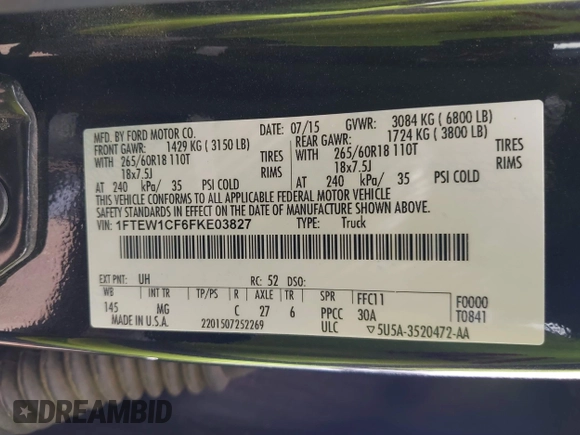 MFD. BY FORD MOTOR CO.
DATE: 07/15 GVWR: 3084 KG ( 6800 LB)
FRONT GAWR: 1429 KG ( 3150 LB) REAR GAWR: 1724 KG ( 3800 LB)
WITH 265/60R18 110T TIRES WITH 265/60R18 110T TIRES
18x7.5J RIMS 18x7.5J RIMS
AT 240 kPa/ 35 PSI COLD AT 240 kPa/ 35 PSI COLD
THIS VEHICLE CONFORMS TO ALL APPLICABLE FEDERAL MOTOR VEHICLE
SAFETY STANDARDS IN EFFECT ON THE DATE OF MANUFACTURE SHOWN ABOVE.
VIN: 1FTEW1CF6FKE03827 TYPE: Truck
EXT PNT: UH RC: 52 DSO:
WB INT TR TP/PS R AXLE TR SPR FFC11 F0000
145 MG C 27 6 PPCC 30A T0841
MADE IN U.S.A. 2201507252269 ULC ▽5U5A-3520472-AA
DREAMBID